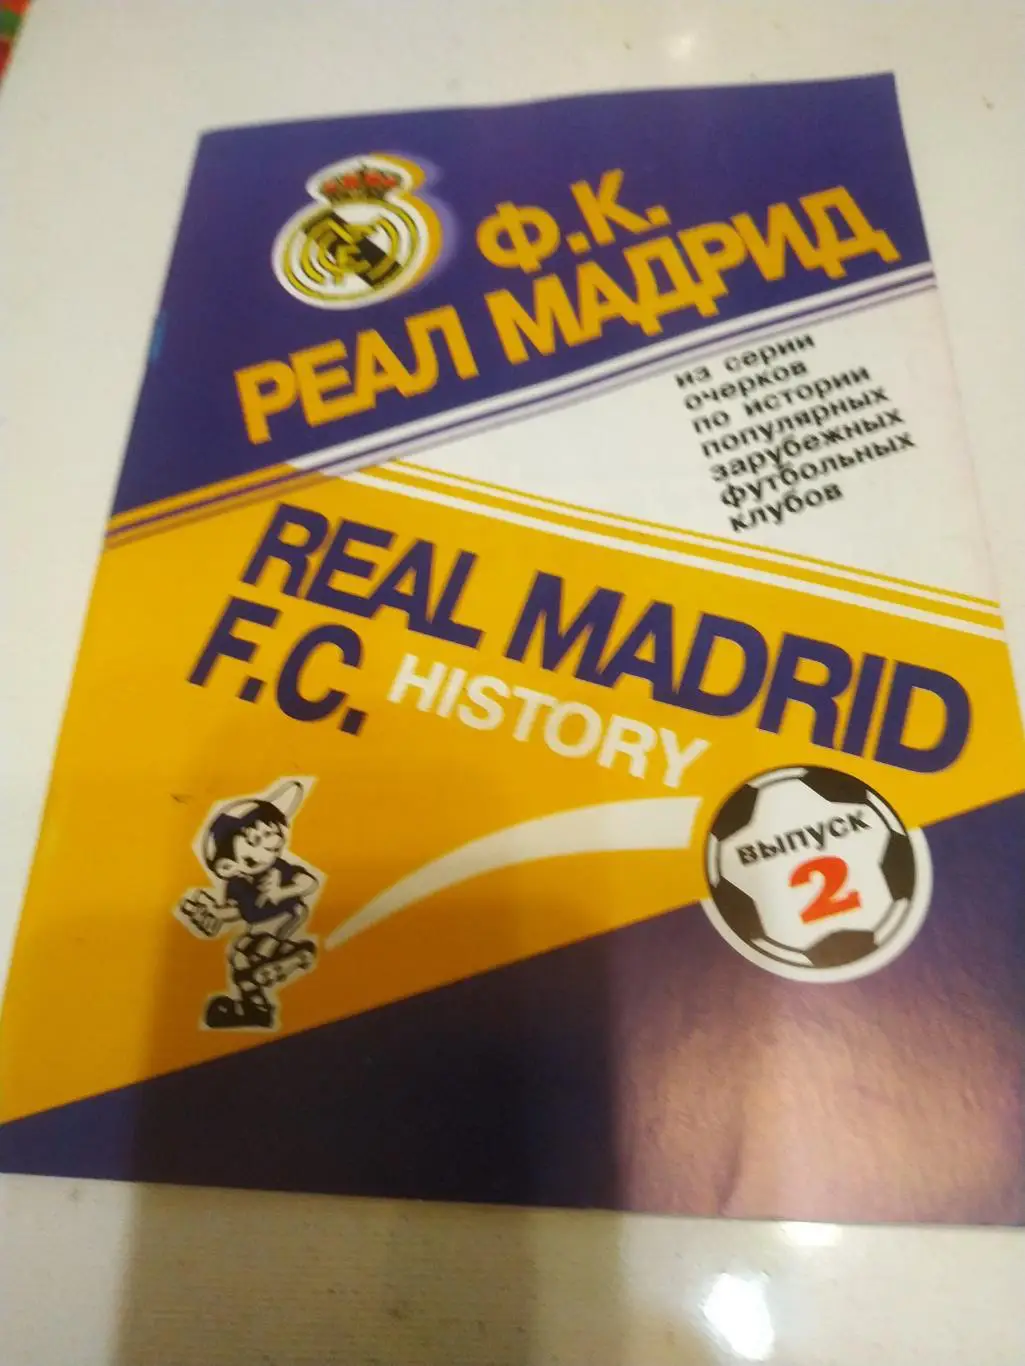 Ф.К.
РЕАЛ МАДРИД
из серии
очерков
по истории
популярных
зарубежных
футбольных
клубов
REAL MADRID
F.C. HISTORY
выпуск
2